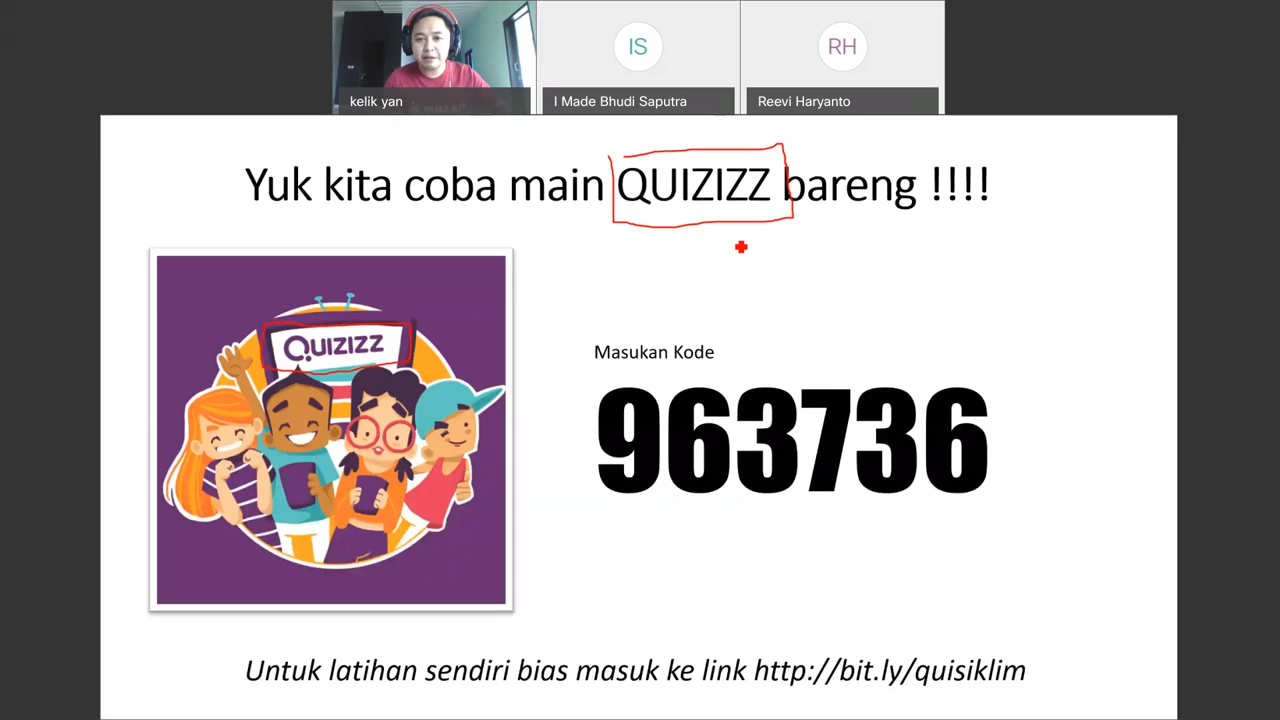 IS
RH
kelik yan
I Made Bhudi Saputra
Reevi Haryanto
Yuk kita coba main QUIZIZZ bareng !!!!
QUIZIZZ
Masukan Kode
963736
Untuk latihan sendiri bias masuk ke link http://bit.ly/quisiklim